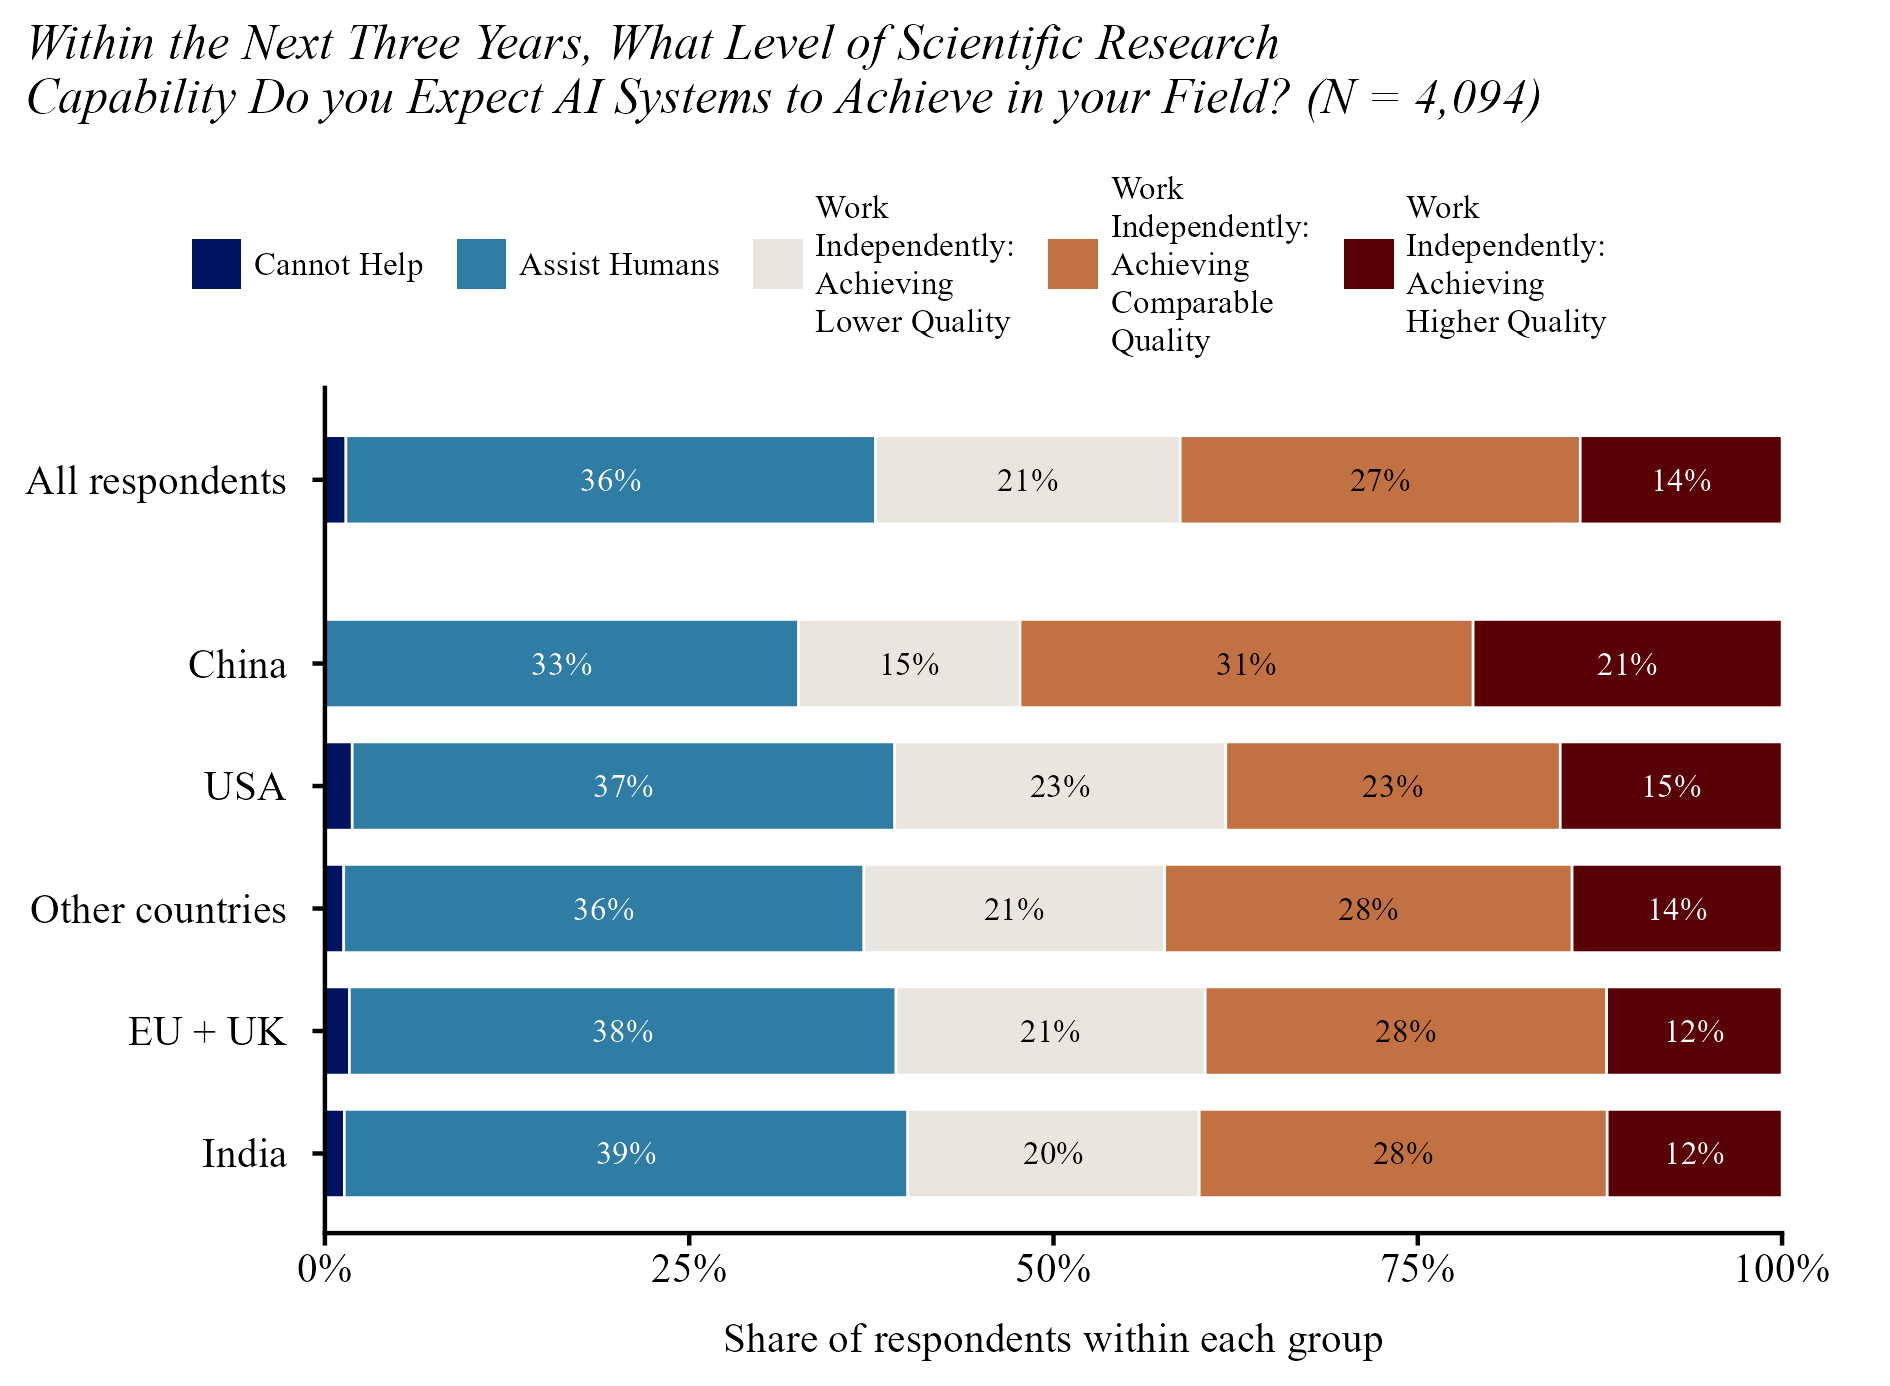 Within the Next Three Years, What Level of Scientific Research
Capability Do you Expect AI Systems to Achieve in your Field? (N = 4,094)
Cannot Help
Assist Humans
Work
Independently:
Achieving
Lower Quality
Work
Independently:
Achieving
Comparable
Quality
Work
Independently:
Achieving
Higher Quality
All respondents 36% 21% 27% 14%
China 33% 15% 31% 21%
USA 37% 23% 23% 15%
Other countries 36% 21% 28% 14%
EU + UK 38% 21% 28% 12%
India 39% 20% 28% 12%
0% 25% 50% 75% 100%
Share of respondents within each group